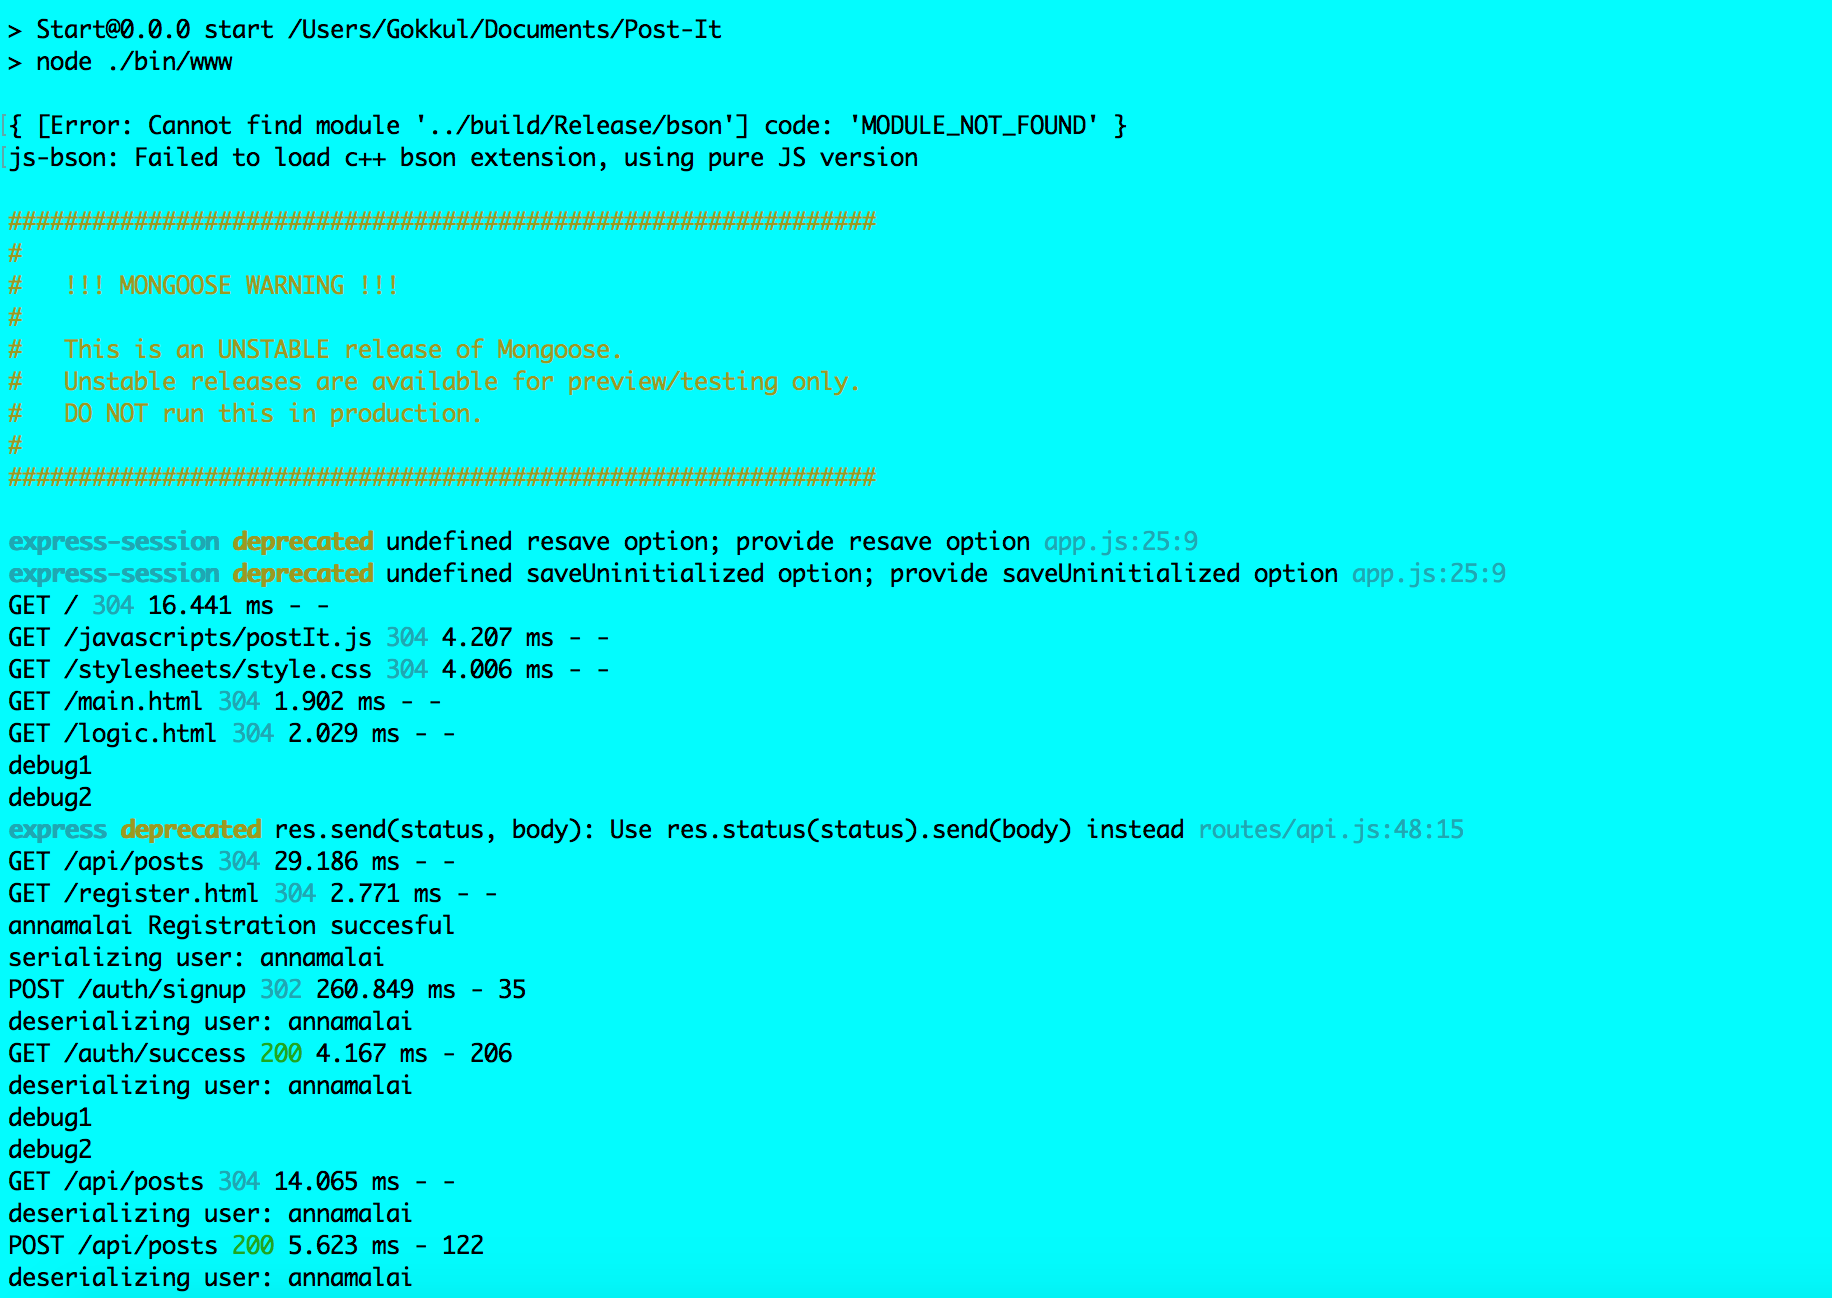 > Start@0.0.0 start /Users/Gokkul/Documents/Post-It
> node ./bin/www
[{ [Error: Cannot find module '../build/Release/bson'] code: 'MODULE_NOT_FOUND' }
[js-bson: Failed to load c++ bson extension, using pure JS version
##############################################################
#
#   !!! MONGOOSE WARNING !!!
#
#   This is an UNSTABLE release of Mongoose.
#   Unstable releases are available for preview/testing only.
#   DO NOT run this in production.
#
##############################################################
express-session deprecated undefined resave option; provide resave option app.js:25:9
express-session deprecated undefined saveUninitialized option; provide saveUninitialized option app.js:25:9
GET / 304 16.441 ms - -
GET /javascripts/postIt.js 304 4.207 ms - -
GET /stylesheets/style.css 304 4.006 ms - -
GET /main.html 304 1.902 ms - -
GET /logic.html 304 2.029 ms - -
debug1
debug2
express deprecated res.send(status, body): Use res.status(status).send(body) instead routes/api.js:48:15
GET /api/posts 304 29.186 ms - -
GET /register.html 304 2.771 ms - -
annamalai Registration succesful
serializing user: annamalai
POST /auth/signup 302 260.849 ms - 35
deserializing user: annamalai
GET /auth/success 200 4.167 ms - 206
deserializing user: annamalai
debug1
debug2
GET /api/posts 304 14.065 ms - -
deserializing user: annamalai
POST /api/posts 200 5.623 ms - 122
deserializing user: annamalai